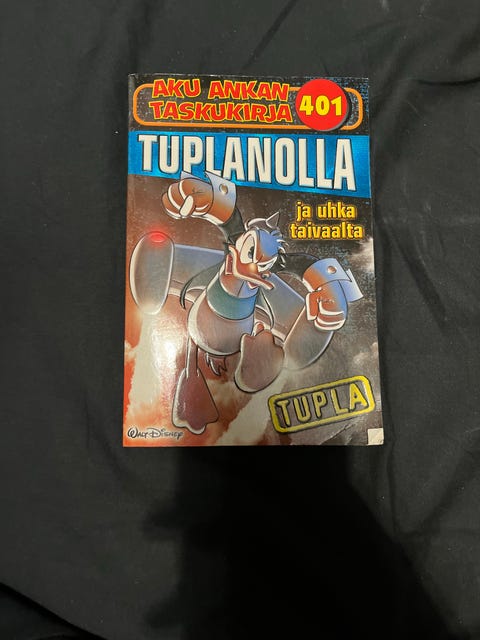 AKU ANKAN
TASKUKIRJA
401
TUPLANOLLA
ja uhka
taivaalta
TUPLA
WALT DISNEY